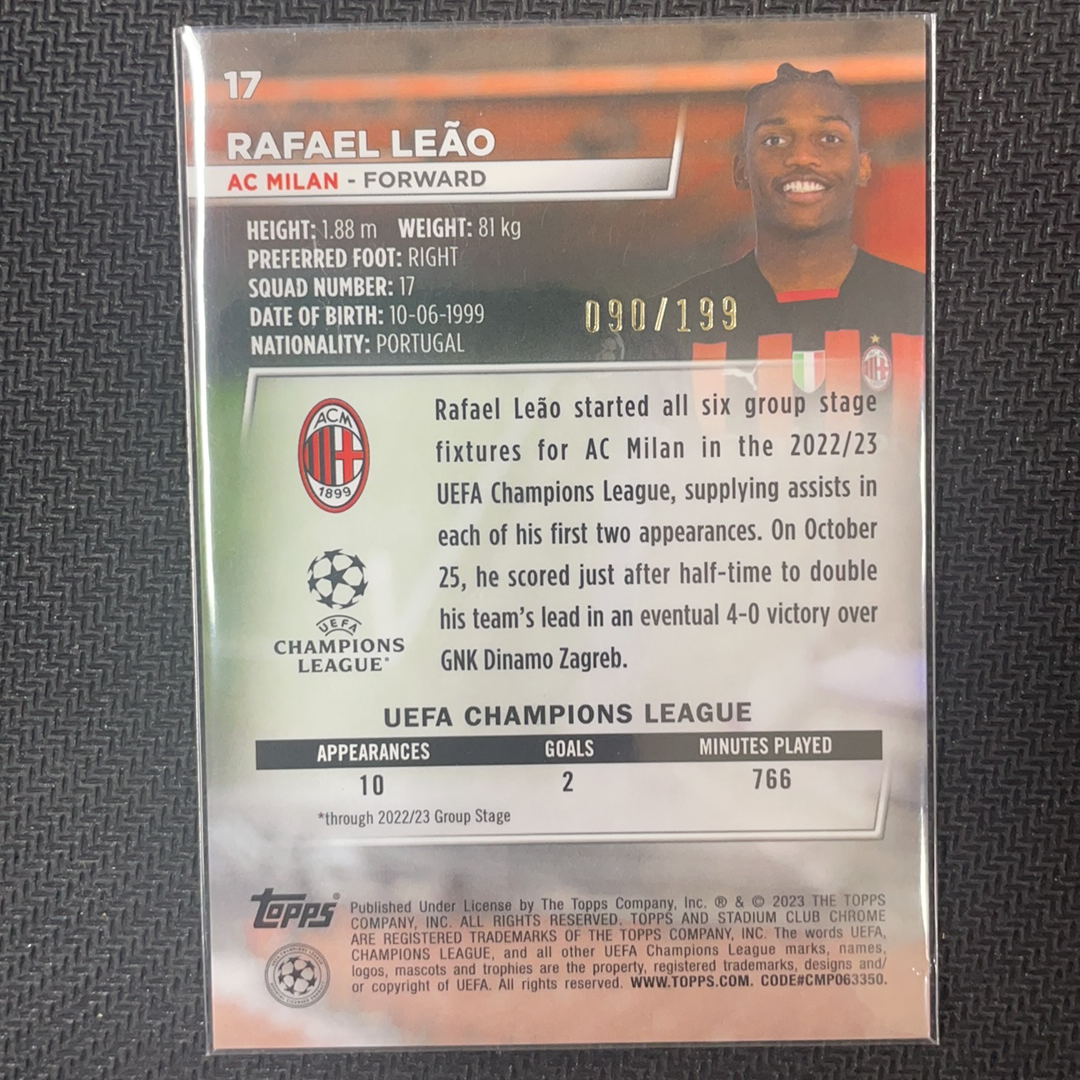 17
RAFAEL LEÃO
AC MILAN - FORWARD
HEIGHT: 1.88 m WEIGHT: 81 kg
PREFERRED FOOT: RIGHT
SQUAD NUMBER: 17
DATE OF BIRTH: 10-06-1999
NATIONALITY: PORTUGAL
090/199
ACM
1899
UEFA
CHAMPIONS
LEAGUE®
Rafael Leão started all six group stage
fixtures for AC Milan in the 2022/23
UEFA Champions League, supplying assists in
each of his first two appearances. On October
25, he scored just after half-time to double
his team's lead in an eventual 4-0 victory over
GNK Dinamo Zagreb.
UEFA CHAMPIONS LEAGUE
APPEARANCES GOALS MINUTES PLAYED
10 2 766
*through 2022/23 Group Stage
Topps®
Published Under License by The Topps Company, Inc. ® & © 2023 THE TOPPS
COMPANY, INC. ALL RIGHTS RESERVED. TOPPS AND STADIUM CLUB CHROME
ARE REGISTERED TRADEMARKS OF THE TOPPS COMPANY, INC. The words UEFA,
CHAMPIONS LEAGUE, and all other UEFA Champions League marks, names,
logos, mascots and trophies are the property, registered trademarks, designs and/
or copyright of UEFA. All rights reserved. WWW.TOPPS.COM. CODE#CMP063350.